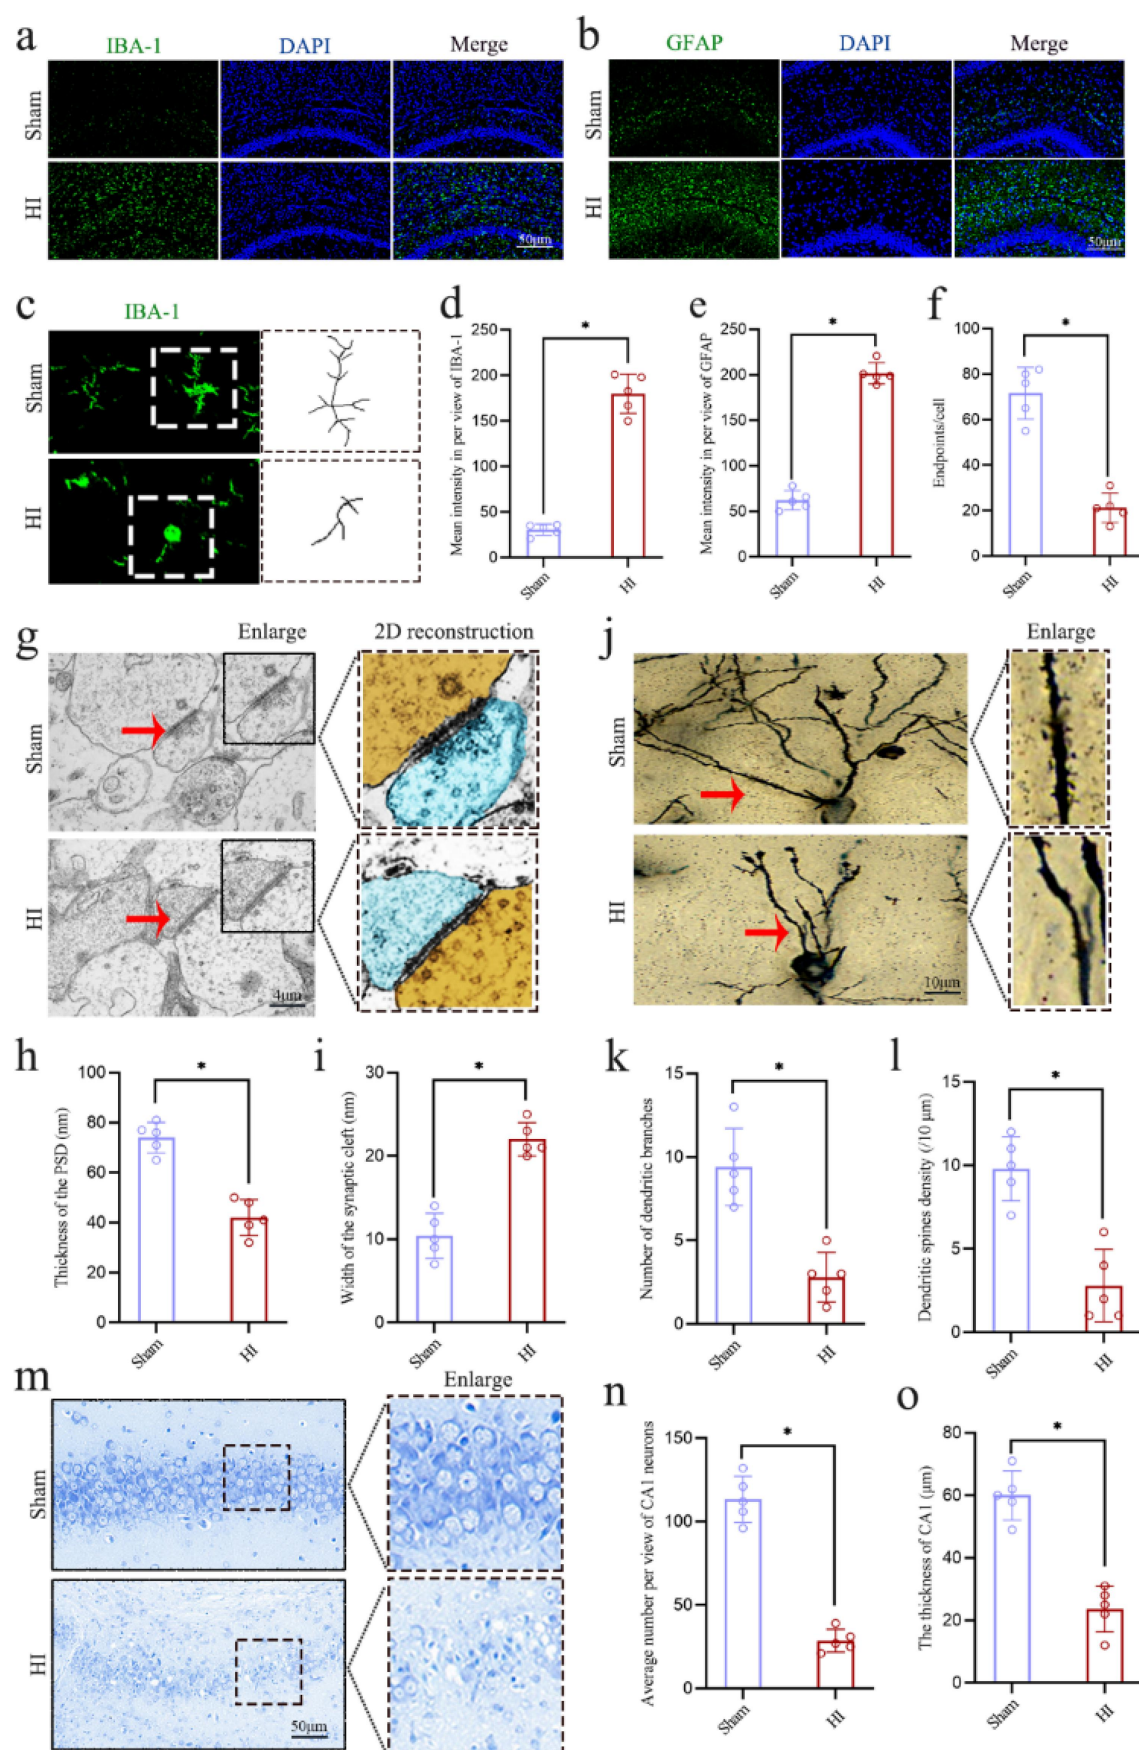 a
IBA-1 DAPI Merge
Sham
HI
50μm
b
GFAP DAPI Merge
Sham
HI
50μm
c
IBA-1
Sham
HI
d
Mean intensity in per view of IBA-1
250
200
150
100
50
0
*
Sham HI
e
Mean intensity in per view of GFAP
250
200
150
100
50
0
*
Sham HI
f
Endpoints/cell
100
80
60
40
20
0
*
Sham HI
g
Enlarge 2D reconstruction
Sham
HI
4μm
j
Enlarge
Sham
HI
10μm
h
Thickness of the PSD (nm)
100
80
60
40
20
0
*
Sham HI
i
Width of the synaptic cleft (nm)
30
20
10
0
*
Sham HI
k
Number of dendritic branches
15
10
5
0
*
Sham HI
l
Dendritic spines density (/10 μm)
15
10
5
0
*
Sham HI
m
Enlarge
Sham
HI
50μm
n
Average number per view of CA1 neurons
150
100
50
0
*
Sham HI
o
The thickness of CA1 (μm)
80
60
40
20
0
*
Sham HI